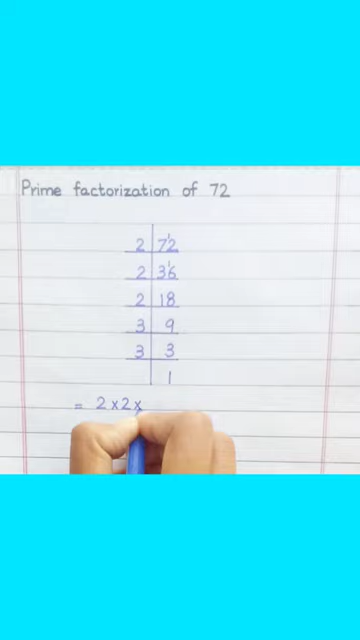 Prime factorization of 72
2 | 72
2 | 36
2 | 18
3 | 9
3 | 3
1
= 2 × 2 ×